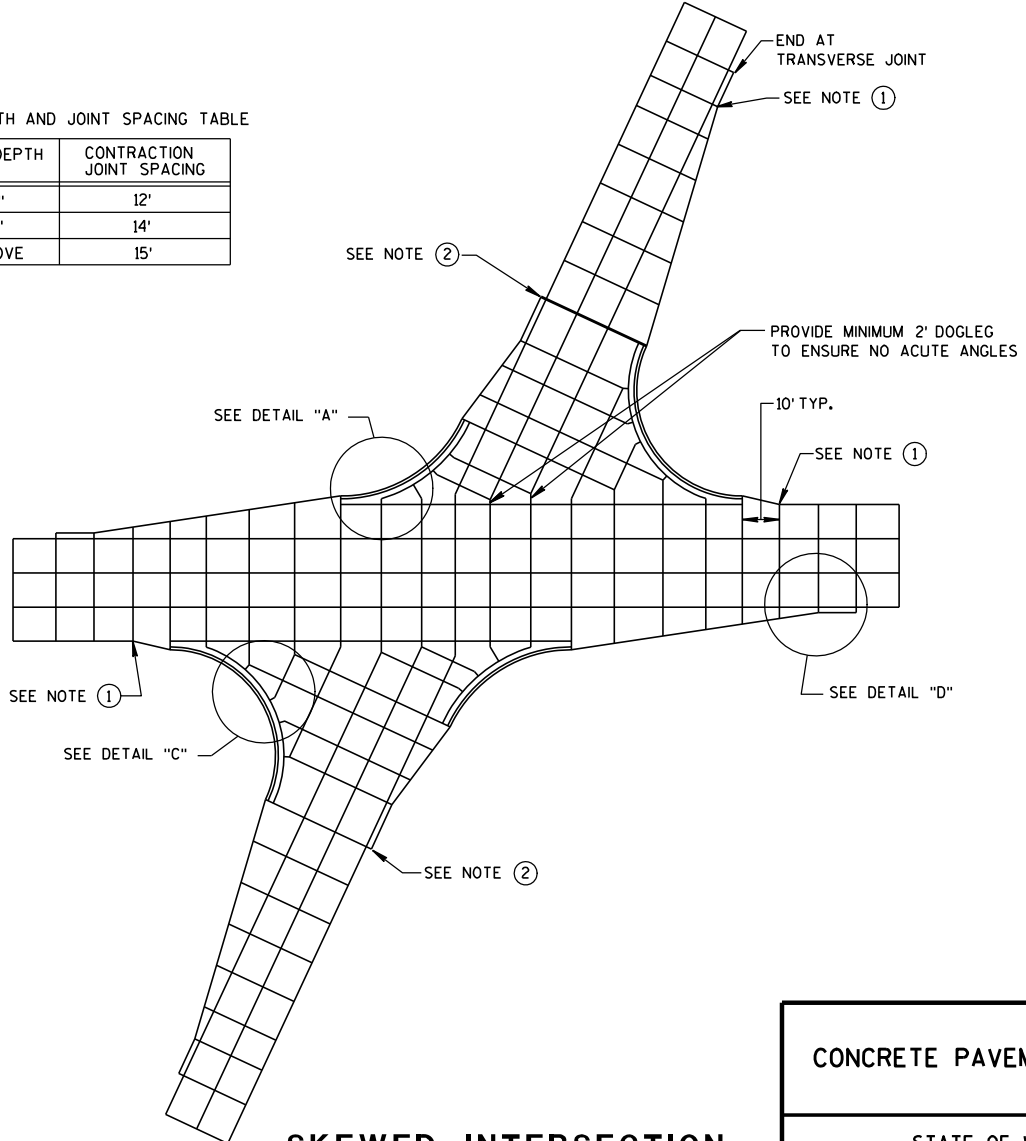 END AT
TRANSVERSE JOINT
SEE NOTE 1
TH AND JOINT SPACING TABLE
DEPTH
CONTRACTION
JOINT SPACING
" 12'
" 14'
OVE 15'
SEE NOTE 2
PROVIDE MINIMUM 2' DOGLEG
TO ENSURE NO ACUTE ANGLES
SEE DETAIL "A"
10' TYP.
SEE NOTE 1
SEE NOTE 1
SEE DETAIL "D"
SEE DETAIL "C"
SEE NOTE 2
CONCRETE PAVEM
SKEWED INTERSECTION
STATE OF